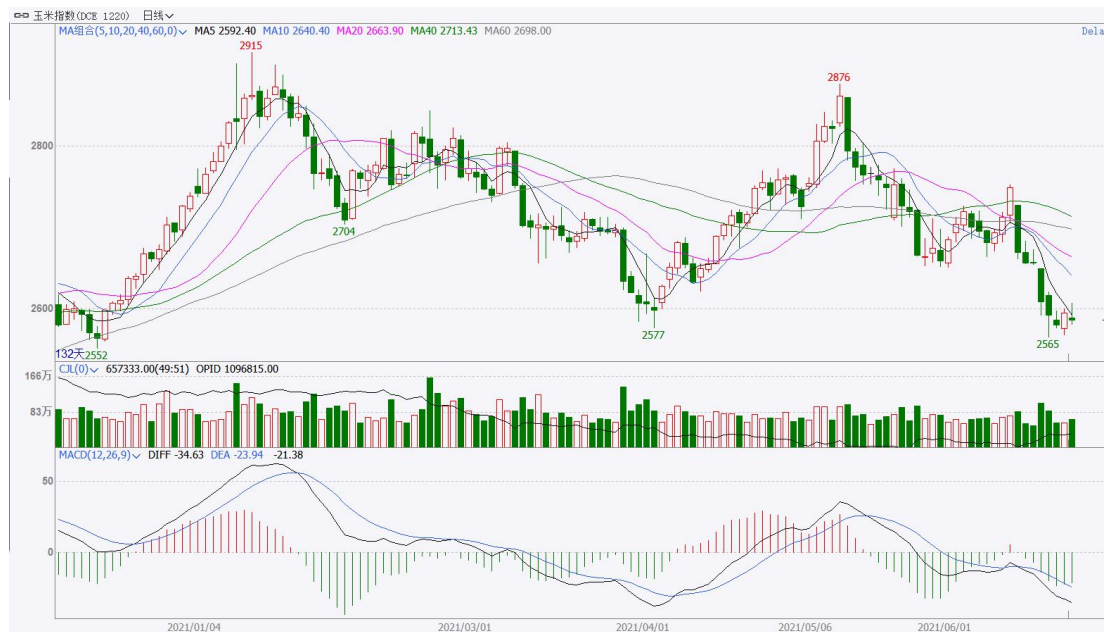 玉米指数(DCE 1220) 日线
MA组合(5,10,20,40,60,0) MA5 2592.40 MA10 2640.40 MA20 2663.90 MA40 2713.43 MA60 2698.00 Dela
2915
2876
2800
2704
2600
2577
2565
132天 2552
CJL(0) 657333.00(49:51) OPID 1096815.00
166万
83万
MACD(12,26,9) DIFF -34.63 DEA -23.94 -21.38
50
0
2021/01/04 2021/03/01 2021/04/01 2021/05/06 2021/06/01